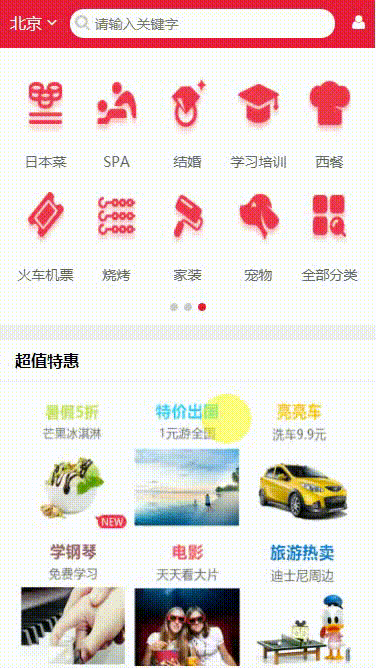 北京 请输入关键字
日本菜 SPA 结婚 学习培训 西餐
火车机票 烧烤 家装 宠物 全部分类
超值特惠
暑假5折 特价出国 亮亮车
芒果冰淇淋 1元游全国 洗车9.9元
NEW
学钢琴 电影 旅游热卖
免费学习 天天看大片 迪士尼周边